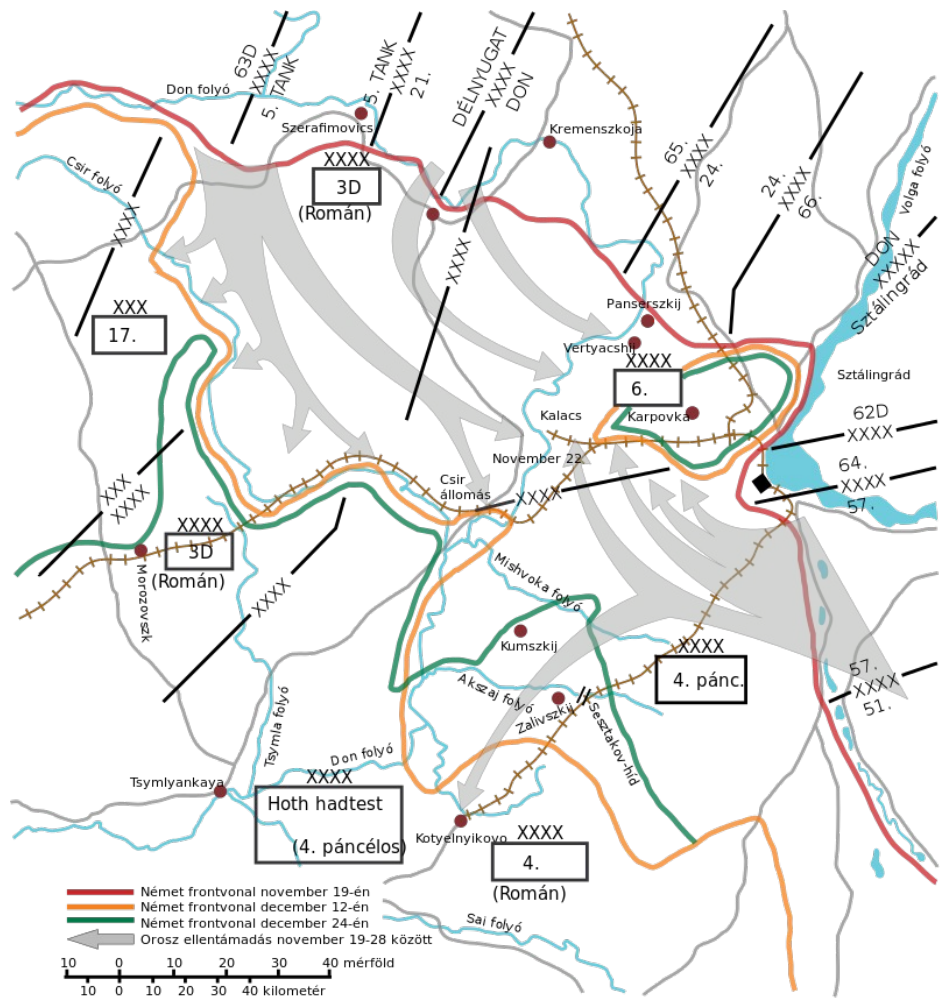 63D
XXXX
5. TANK
5. TANK
XXXX
21.
DÉLNYUGAT
XXXX
DON
Don folyó
Szerafimovics
Kremenszkoja
65.
XXXX
24.
24.
XXXX
66.
Volga folyó
DON
XXXXX
Sztálingrád
Csir folyó
XXXX
XXXX
3D
(Román)
XXXX
XXX
17.
Panserszkij
Vertyacshij
XXXX
6.
Karpovka
Sztálingrád
Kalacs
62D
XXXX
November 22
64.
XXXX
57.
Csir
állomás
XXXX
XXX
XXXX
XXXX
3D
(Román)
Morozovszk
XXXX
Mishvoka folyó
Kumszkij
XXXX
4. pánc.
57.
XXXX
51.
Akszaj folyó
Zalivszkij
Sesztakov-híd
Tsymla folyó
Don folyó
Tsymlyankaya
XXXX
Hoth hadtest
(4. páncélos)
Kotyelnyikovo
XXXX
4.
(Román)
Sai folyó
Német frontvonal november 19-én
Német frontvonal december 12-én
Német frontvonal december 24-én
Orosz ellentámadás november 19-28 között
10 0 10 20 30 40 mérföld
10 0 10 20 30 40 kilometér